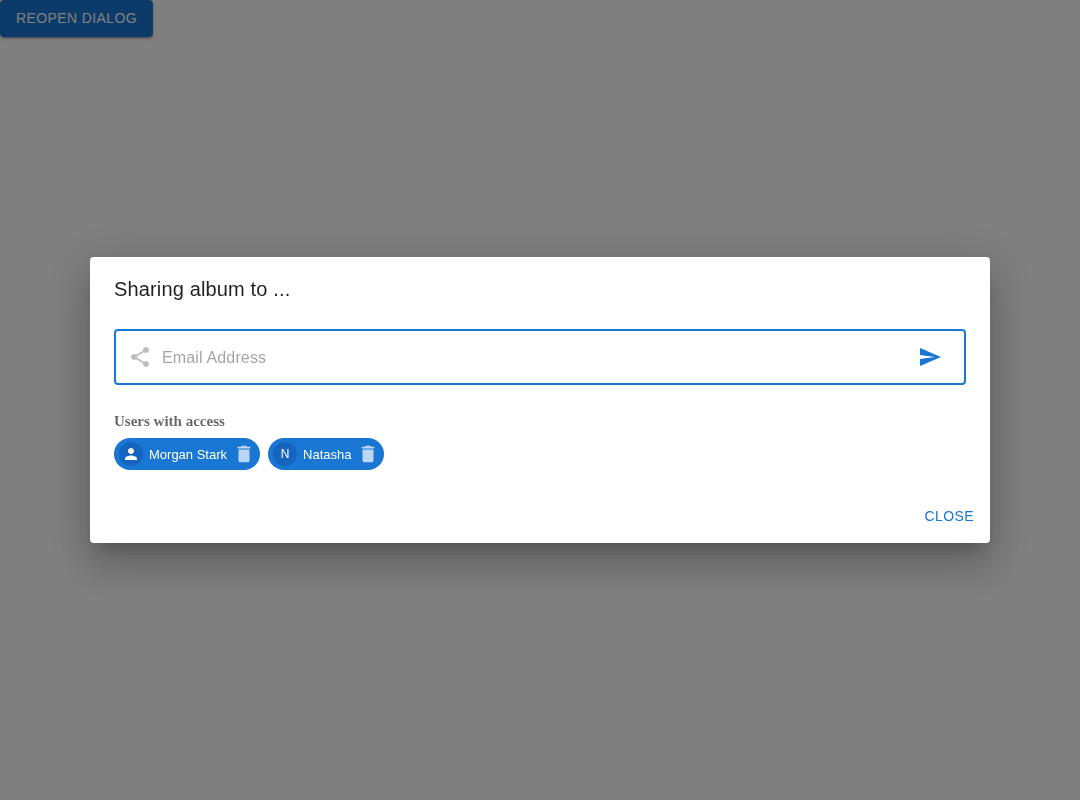 REOPEN DIALOG
Sharing album to ...
Email Address
Users with access
Morgan Stark
N Natasha
CLOSE